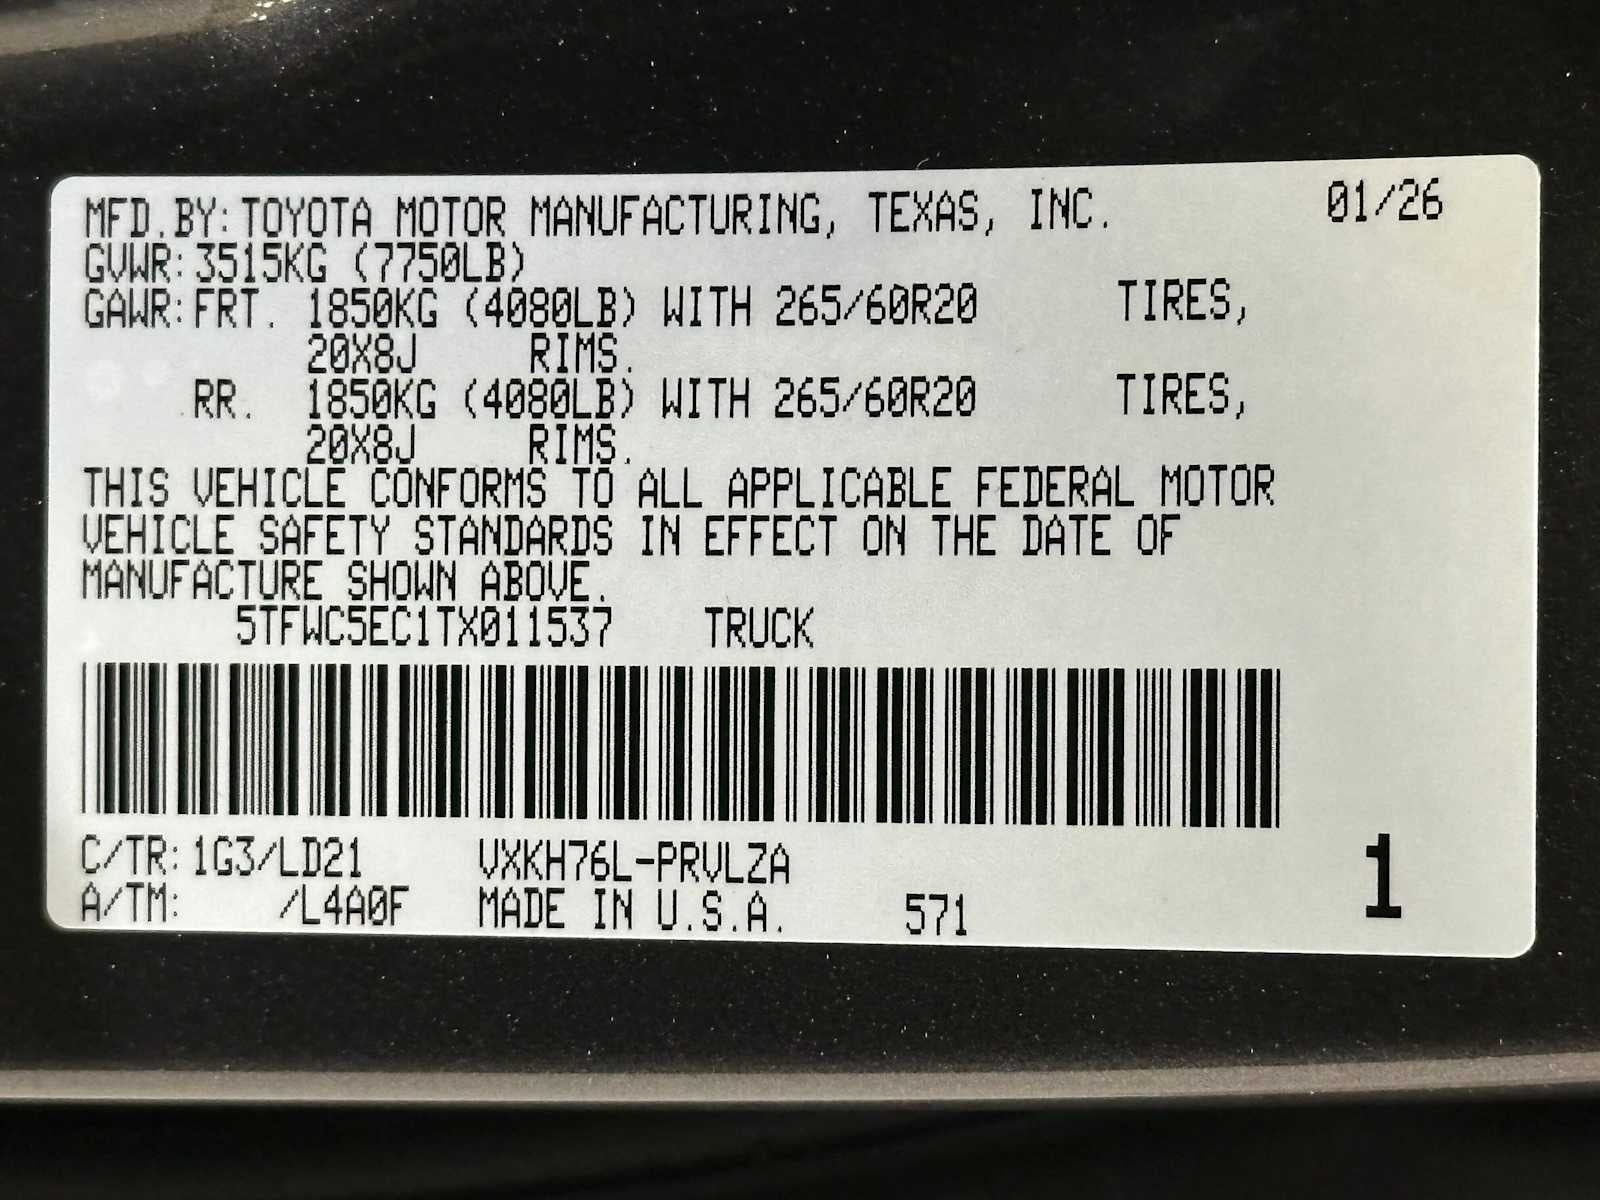 MFD.BY:TOYOTA MOTOR MANUFACTURING, TEXAS, INC. 01/26
GVWR:3515KG (7750LB)
GAWR:FRT. 1850KG (4080LB) WITH 265/60R20 TIRES,
20X8J RIMS.
RR. 1850KG (4080LB) WITH 265/60R20 TIRES,
20X8J RIMS.
THIS VEHICLE CONFORMS TO ALL APPLICABLE FEDERAL MOTOR
VEHICLE SAFETY STANDARDS IN EFFECT ON THE DATE OF
MANUFACTURE SHOWN ABOVE.
5TFWC5EC1TX011537 TRUCK
C/TR:1G3/LD21 VXKH76L-PRVLZA
A/TM: /L4A0F MADE IN U.S.A. 571 1